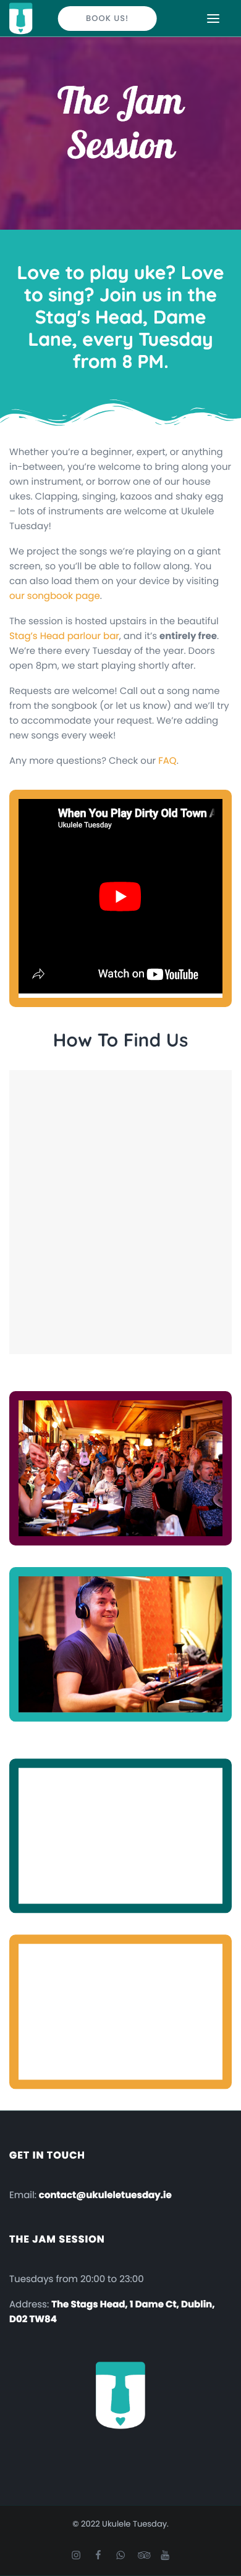 BOOK US!
The Jam
Session
Love to play uke? Love
to sing? Join us in the
Stag's Head, Dame
Lane, every Tuesday
from 8 PM.
Whether you’re a beginner, expert, or anything
in-between, you’re welcome to bring along your
own instrument, or borrow one of our house
ukes. Clapping, singing, kazoos and shaky egg
– lots of instruments are welcome at Ukulele
Tuesday!
We project the songs we’re playing on a giant
screen, so you’ll be able to follow along. You
can also load them on your device by visiting
our songbook page.
The session is hosted upstairs in the beautiful
Stag’s Head parlour bar, and it’s entirely free.
We’re there every Tuesday of the year. Doors
open 8pm, we start playing shortly after.
Requests are welcome! Call out a song name
from the songbook (or let us know) and we’ll try
to accommodate your request. We’re adding
new songs every week!
Any more questions? Check our FAQ.
When You Play Dirty Old Town
Ukulele Tuesday
Watch on YouTube
How To Find Us
GET IN TOUCH
Email: contact@ukuleletuesday.ie
THE JAM SESSION
Tuesdays from 20:00 to 23:00
Address: The Stags Head, 1 Dame Ct, Dublin,
D02 TW84
© 2022 Ukulele Tuesday.